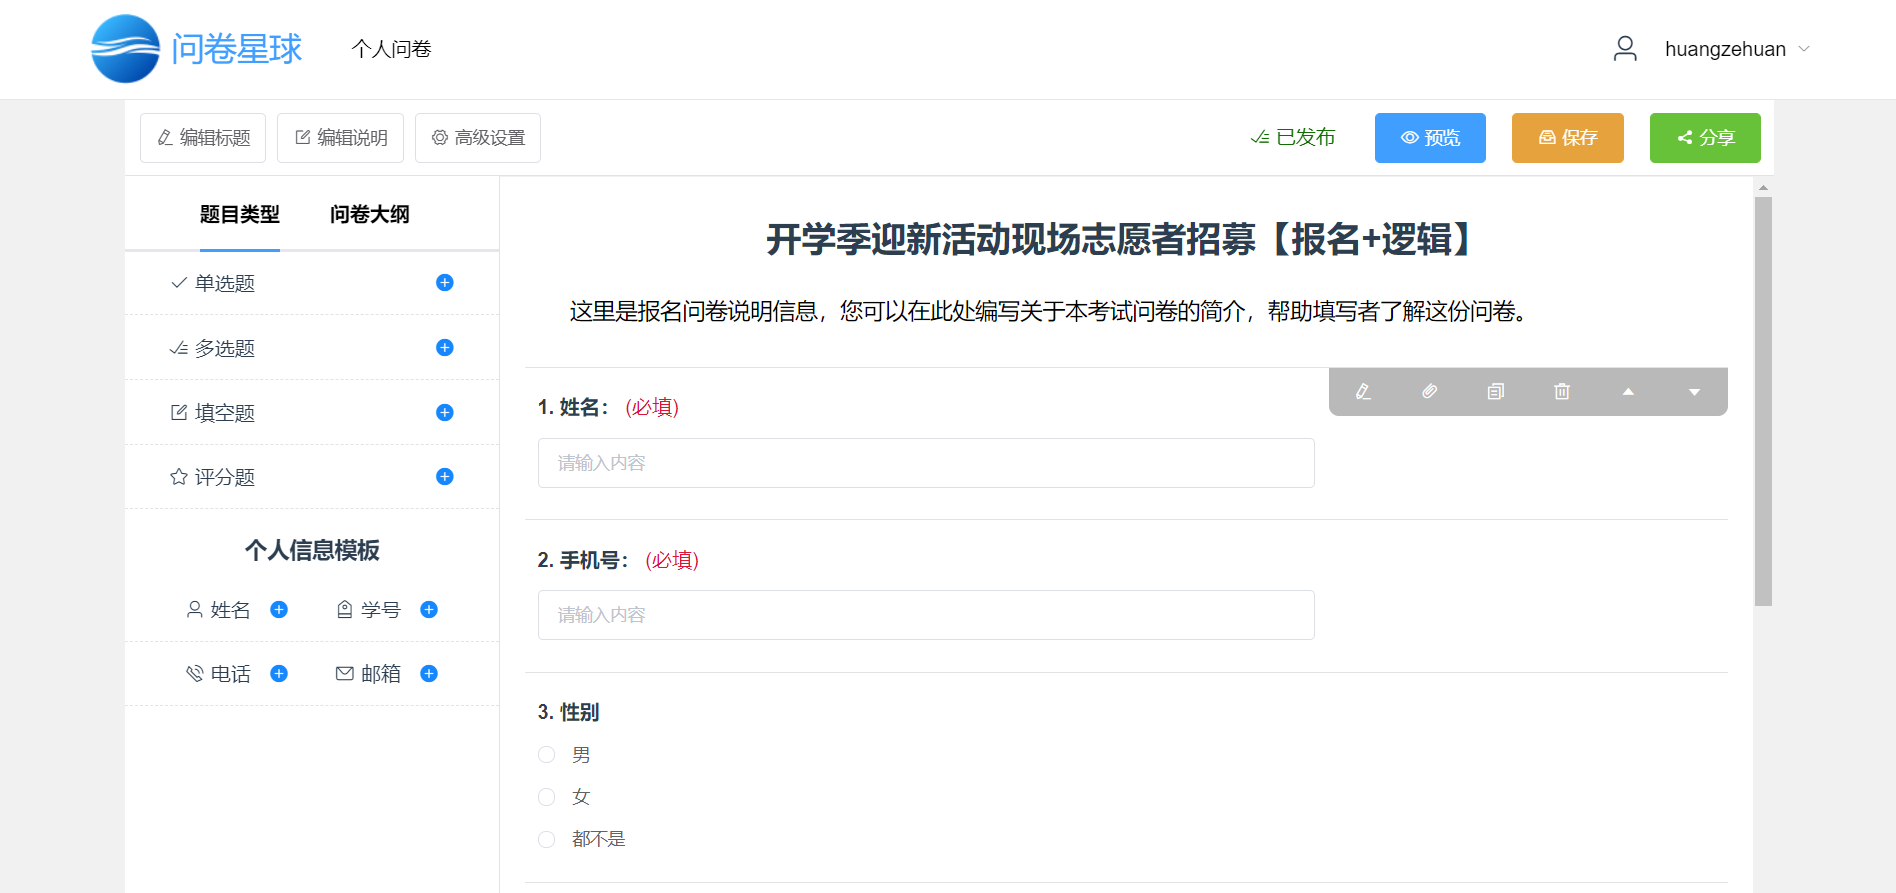 问卷星球
个人问卷
huangzehuan
编辑标题
编辑说明
高级设置
已发布
预览
保存
分享
题目类型
问卷大纲
单选题
多选题
填空题
评分题
个人信息模板
姓名
学号
电话
邮箱
开学季迎新活动现场志愿者招募【报名+逻辑】
这里是报名问卷说明信息，您可以在此处编写关于本考试问卷的简介，帮助填写者了解这份问卷。
1. 姓名： (必填)
请输入内容
2. 手机号： (必填)
请输入内容
3. 性别
男
女
都不是